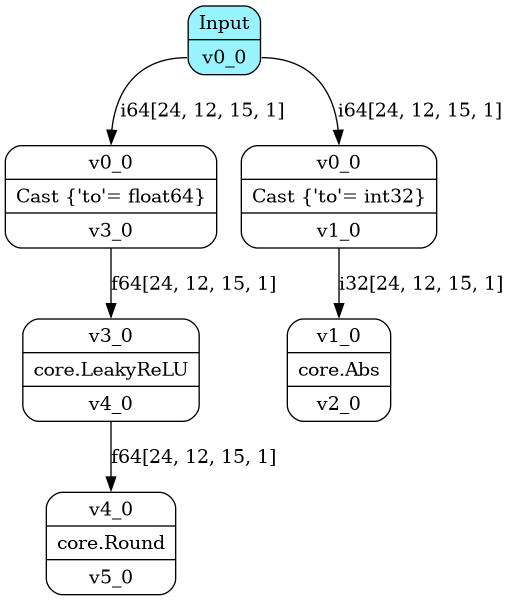 Input
v0_0
i64[24, 12, 15, 1]
i64[24, 12, 15, 1]
v0_0
Cast {'to'= float64}
v3_0
v0_0
Cast {'to'= int32}
v1_0
f64[24, 12, 15, 1]
i32[24, 12, 15, 1]
v3_0
core.LeakyReLU
v4_0
v1_0
core.Abs
v2_0
f64[24, 12, 15, 1]
v4_0
core.Round
v5_0